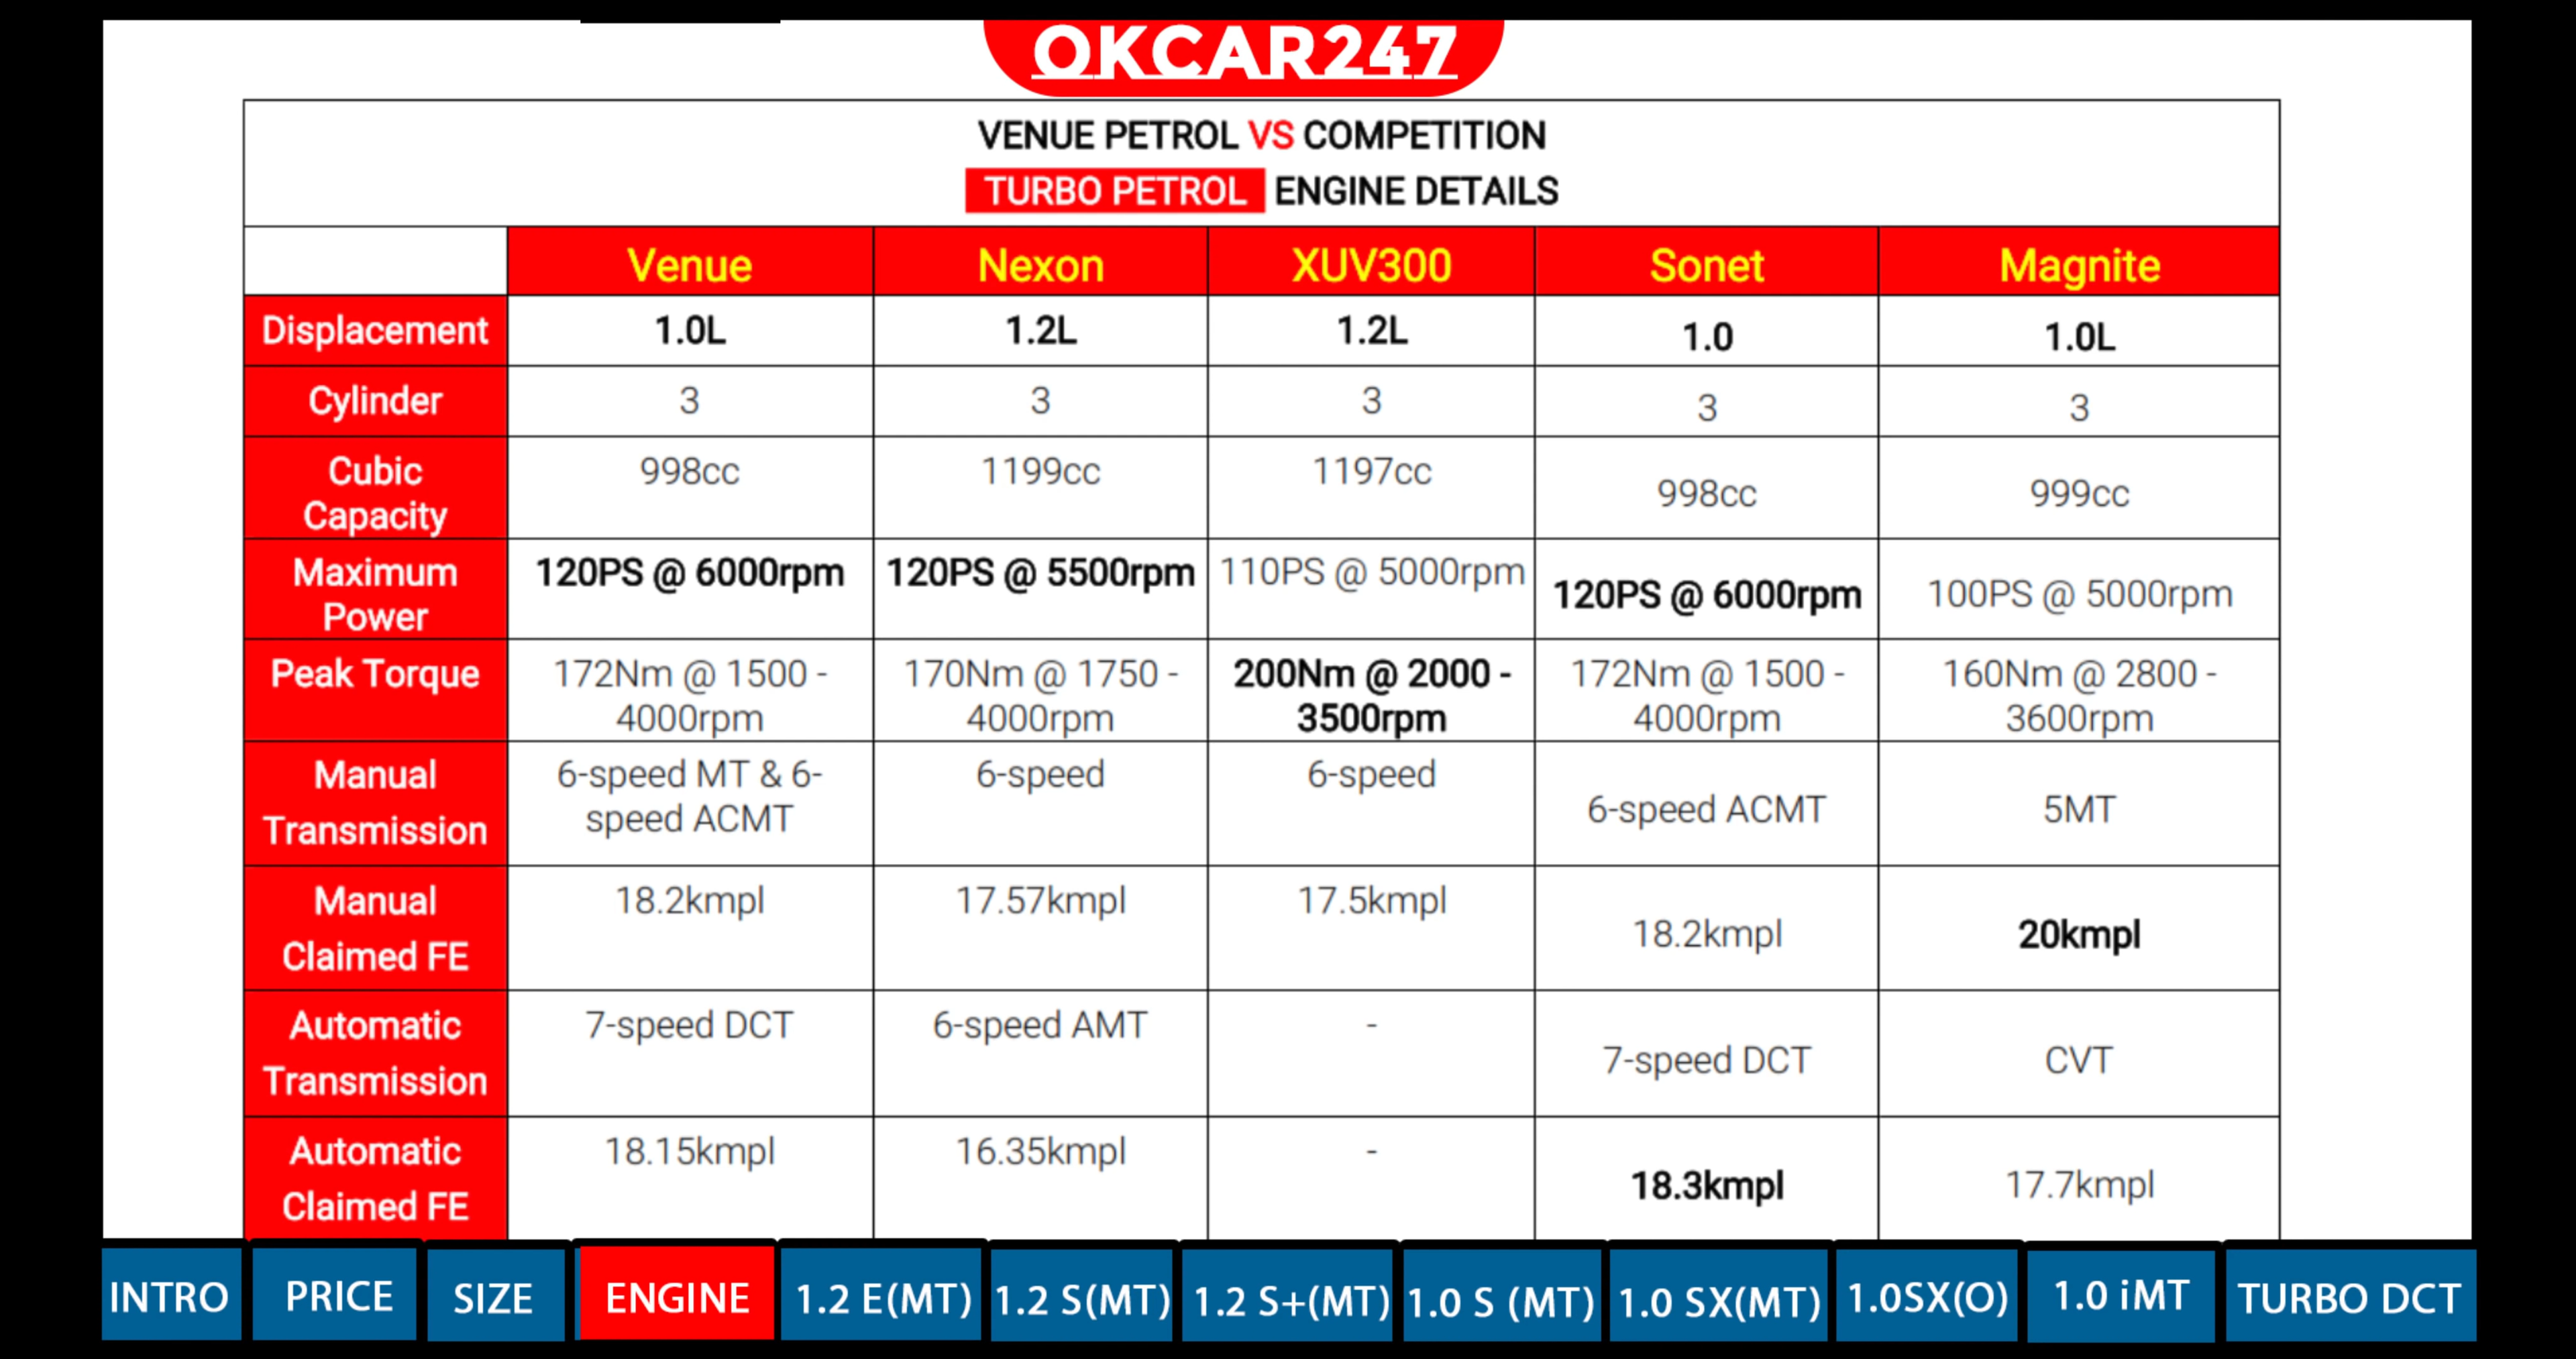 OKCAR247
VENUE PETROL VS COMPETITION
TURBO PETROL ENGINE DETAILS
Venue Nexon XUV300 Sonet Magnite
Displacement 1.0L 1.2L 1.2L 1.0 1.0L
Cylinder 3 3 3 3 3
Cubic
Capacity 998cc 1199cc 1197cc 998cc 999cc
Maximum
Power 120PS @ 6000rpm 120PS @ 5500rpm 110PS @ 5000rpm 120PS @ 6000rpm 100PS @ 5000rpm
Peak Torque 172Nm @ 1500 - 170Nm @ 1750 - 200Nm @ 2000 - 172Nm @ 1500 - 160Nm @ 2800 -
4000rpm 4000rpm 3500rpm 4000rpm 3600rpm
Manual 6-speed MT & 6- 6-speed 6-speed
speed ACMT 6-speed ACMT 5MT
Transmission
Manual 18.2kmpl 17.57kmpl 17.5kmpl
18.2kmpl 20kmpl
Claimed FE
Automatic 7-speed DCT 6-speed AMT -
7-speed DCT CVT
Transmission
Automatic 18.15kmpl 16.35kmpl -
18.3kmpl 17.7kmpl
Claimed FE
INTRO PRICE SIZE ENGINE 1.2 E(MT) 1.2 S(MT) 1.2 S+(MT) 1.0 S (MT) 1.0 SX(MT) 1.0SX(O) 1.0 iMT TURBO DCT